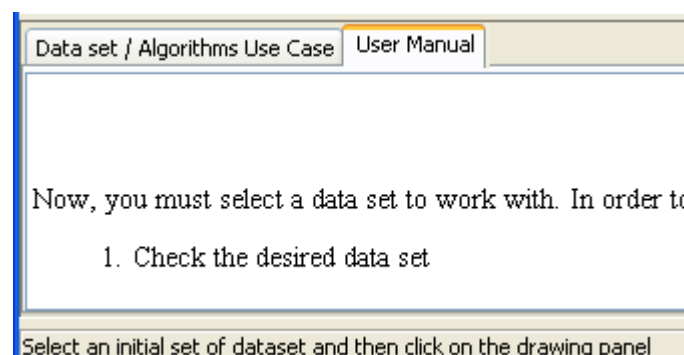 Data set / Algorithms Use Case User Manual
Now, you must select a data set to work with. In order to
1. Check the desired data set
Select an initial set of dataset and then click on the drawing panel